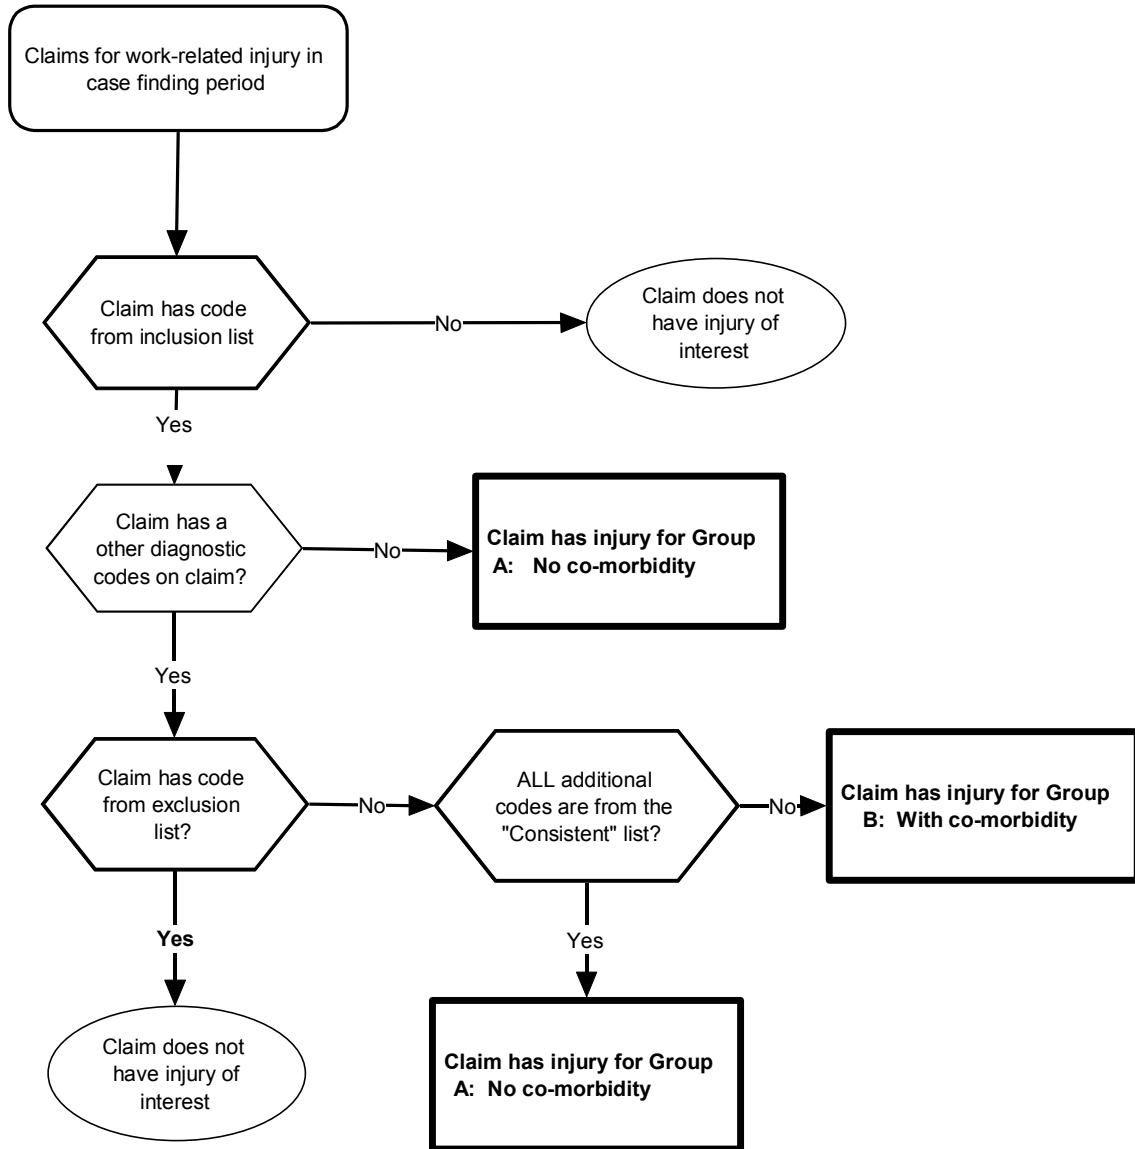 Claims for work-related injury in
case finding period
Claim has code
from inclusion list
No
Claim does not
have injury of
interest
Yes
Claim has a
other diagnostic
codes on claim?
No
Claim has injury for Group
A: No co-morbidity
Yes
Claim has code
from exclusion
list?
No
ALL additional
codes are from the
"Consistent" list?
No
Claim has injury for Group
B: With co-morbidity
Yes
Yes
Claim does not
have injury of
interest
Claim has injury for Group
A: No co-morbidity